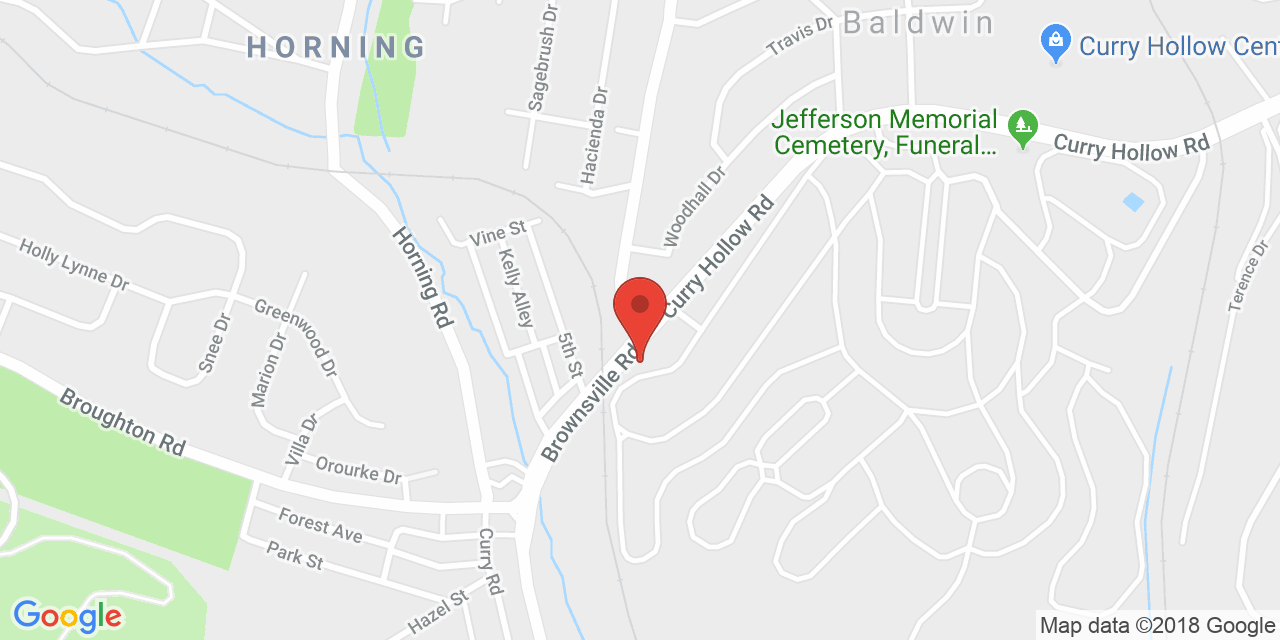 Baldwin
Travis Dr
HORNING
Sagebrush Dr
Curry Hollow Cent
Hacienda Dr
Jefferson Memorial
Cemetery, Funeral...
Curry Hollow Rd
Woodhall Dr
Curry Hollow Rd
Vine St
Horning Rd
Kelly Alley
Holly Lynne Dr
Terence Dr
Greenwood Dr
Snee Dr
Marion Dr
5th St
Brownsville Rd
Broughton Rd
Villa Dr
Orourke Dr
Forest Ave
Park St
Curry Rd
Hazel St
Google
Map data ©2018 Google